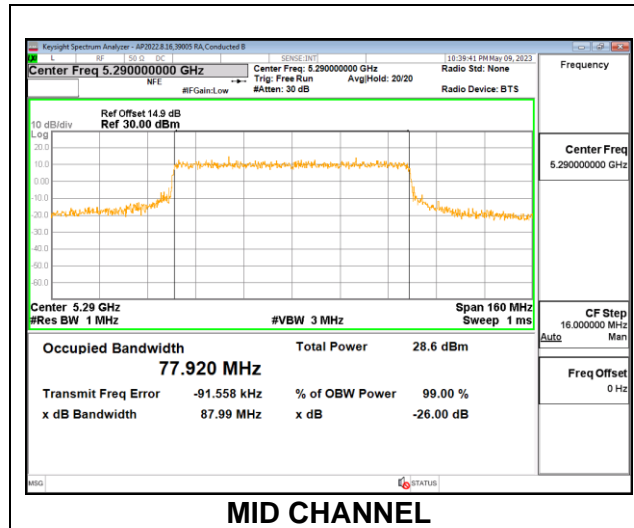 Keysight Spectrum Analyzer - AP2022.8.16,39005 RA,Conducted B
L RF 50 Ω DC SENSE:INT 10:39:41 PM May 09, 2023
Center Freq 5.290000000 GHz Center Freq: 5.290000000 GHz Radio Std: None
NFE Trig: Free Run Avg|Hold: 20/20
#IFGain:Low #Atten: 30 dB Radio Device: BTS
Frequency
Ref Offset 14.9 dB
10 dB/div Ref 30.00 dBm
Log
20.0
10.0
0.00
-10.0
-20.0
-30.0
-40.0
-50.0
-60.0
Center Freq
5.290000000 GHz
Center 5.29 GHz Span 160 MHz
#Res BW 1 MHz #VBW 3 MHz Sweep 1 ms
CF Step
16.000000 MHz
Auto Man
Occupied Bandwidth Total Power 28.6 dBm
77.920 MHz
Transmit Freq Error -91.558 kHz % of OBW Power 99.00 %
x dB Bandwidth 87.99 MHz x dB -26.00 dB
Freq Offset
0 Hz
MSG STATUS
MID CHANNEL